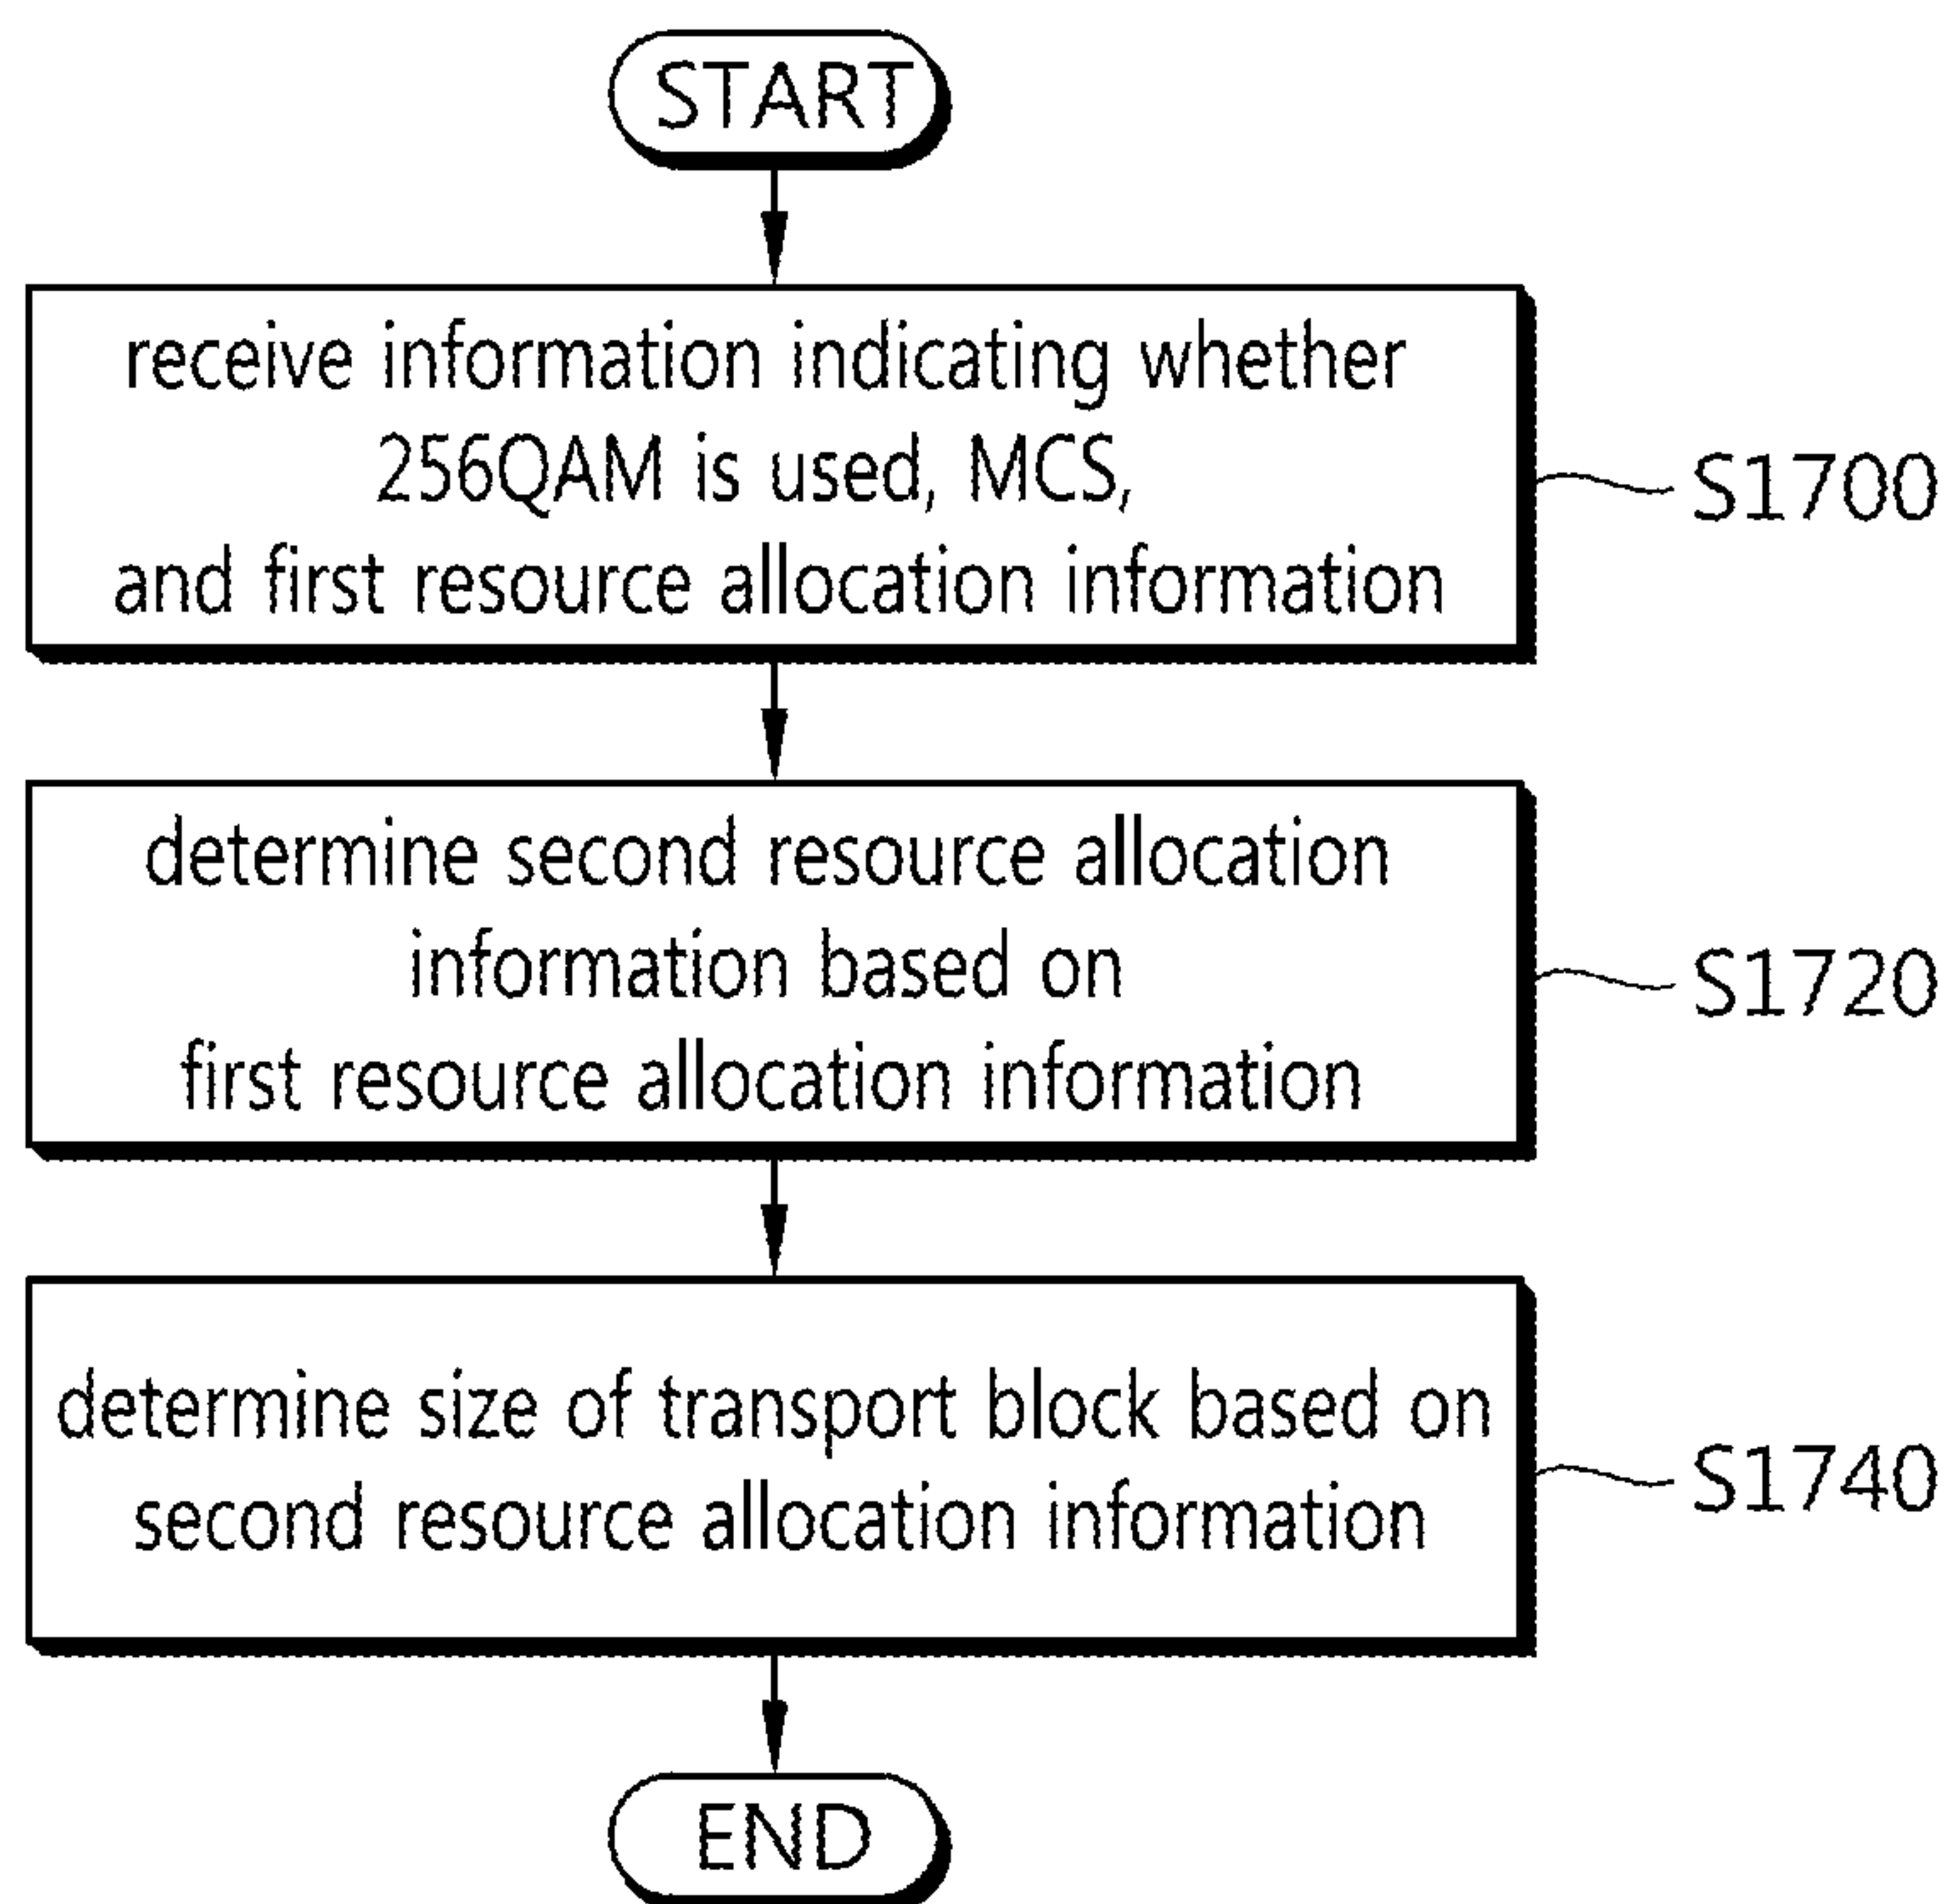 START
receive information indicating whether
256QAM is used, MCS,
and first resource allocation information
S1700
determine second resource allocation
information based on
first resource allocation information
S1720
determine size of transport block based on
second resource allocation information
S1740
END